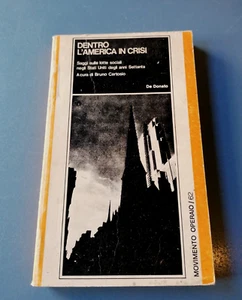 DENTRO
L'AMERICA IN CRISI
Saggi sulle lotte sociali
negli Stati Uniti degli anni Settanta
A cura di Bruno Cartosio
De Donato
MOVIMENTO OPERAIO / 62